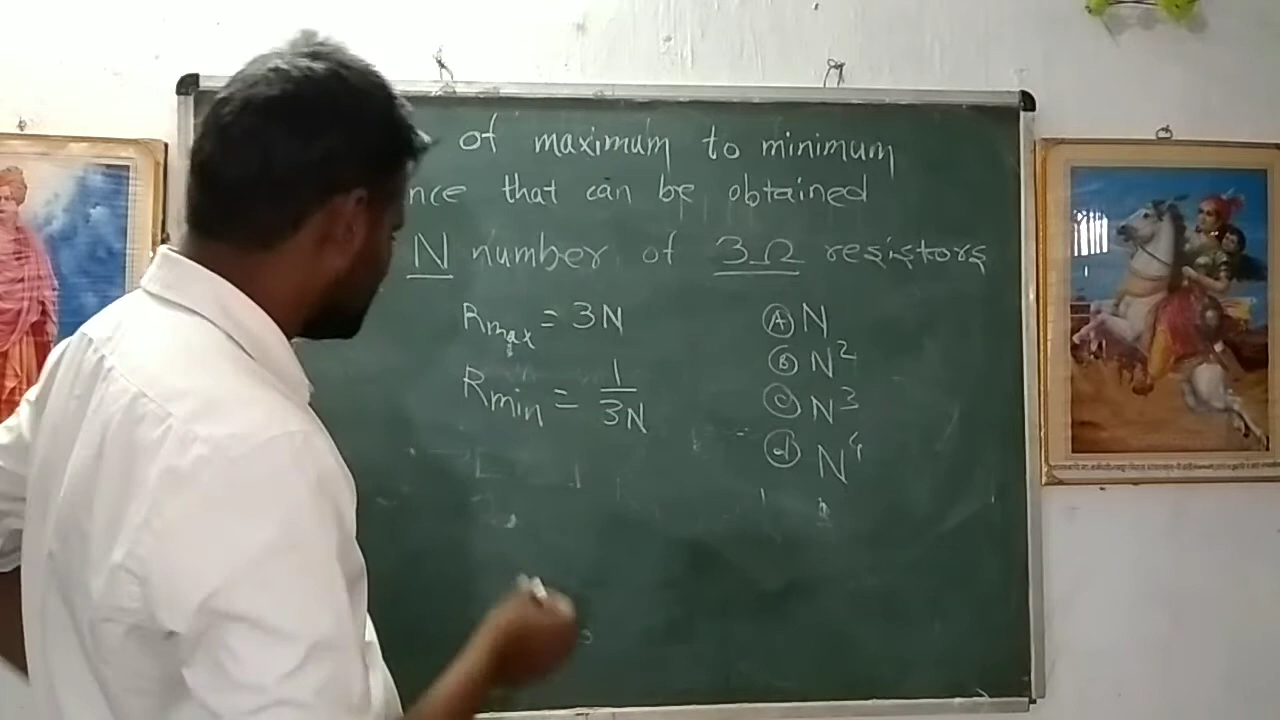 of maximum to minimum
nce that can be obtained
N number of 3Ω resistors
Rmax = 3N
Rmin = 1/3N
Ⓐ N
Ⓑ N²
Ⓒ N³
ⓓ N⁴